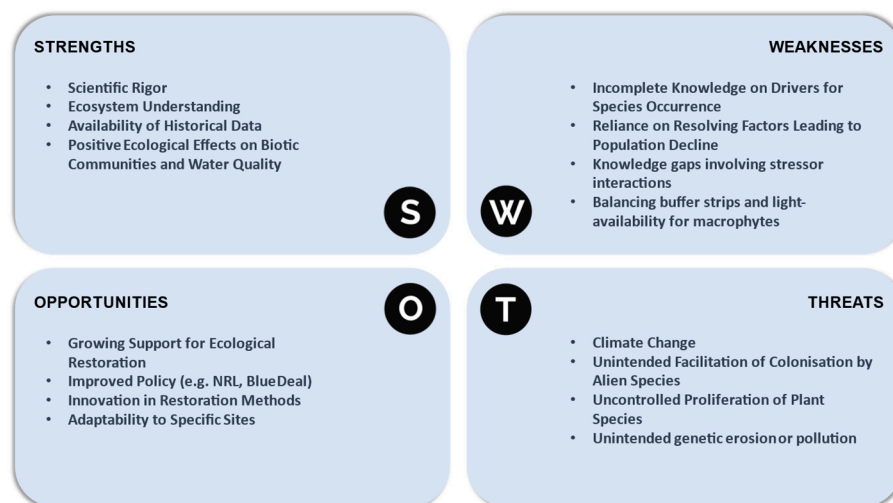 STRENGTHS
• Scientific Rigor
• Ecosystem Understanding
• Availability of Historical Data
• Positive Ecological Effects on Biotic
Communities and Water Quality
S
WEAKNESSES
• Incomplete Knowledge on Drivers for
Species Occurrence
• Reliance on Resolving Factors Leading to
Population Decline
• Knowledge gaps involving stressor
interactions
• Balancing buffer strips and light-
availability for macrophytes
W
OPPORTUNITIES
• Growing Support for Ecological
Restoration
• Improved Policy (e.g. NRL, BlueDeal)
• Innovation in Restoration Methods
• Adaptability to Specific Sites
O
THREATS
• Climate Change
• Unintended Facilitation of Colonisation by
Alien Species
• Uncontrolled Proliferation of Plant
Species
• Unintended genetic erosion or pollution
T